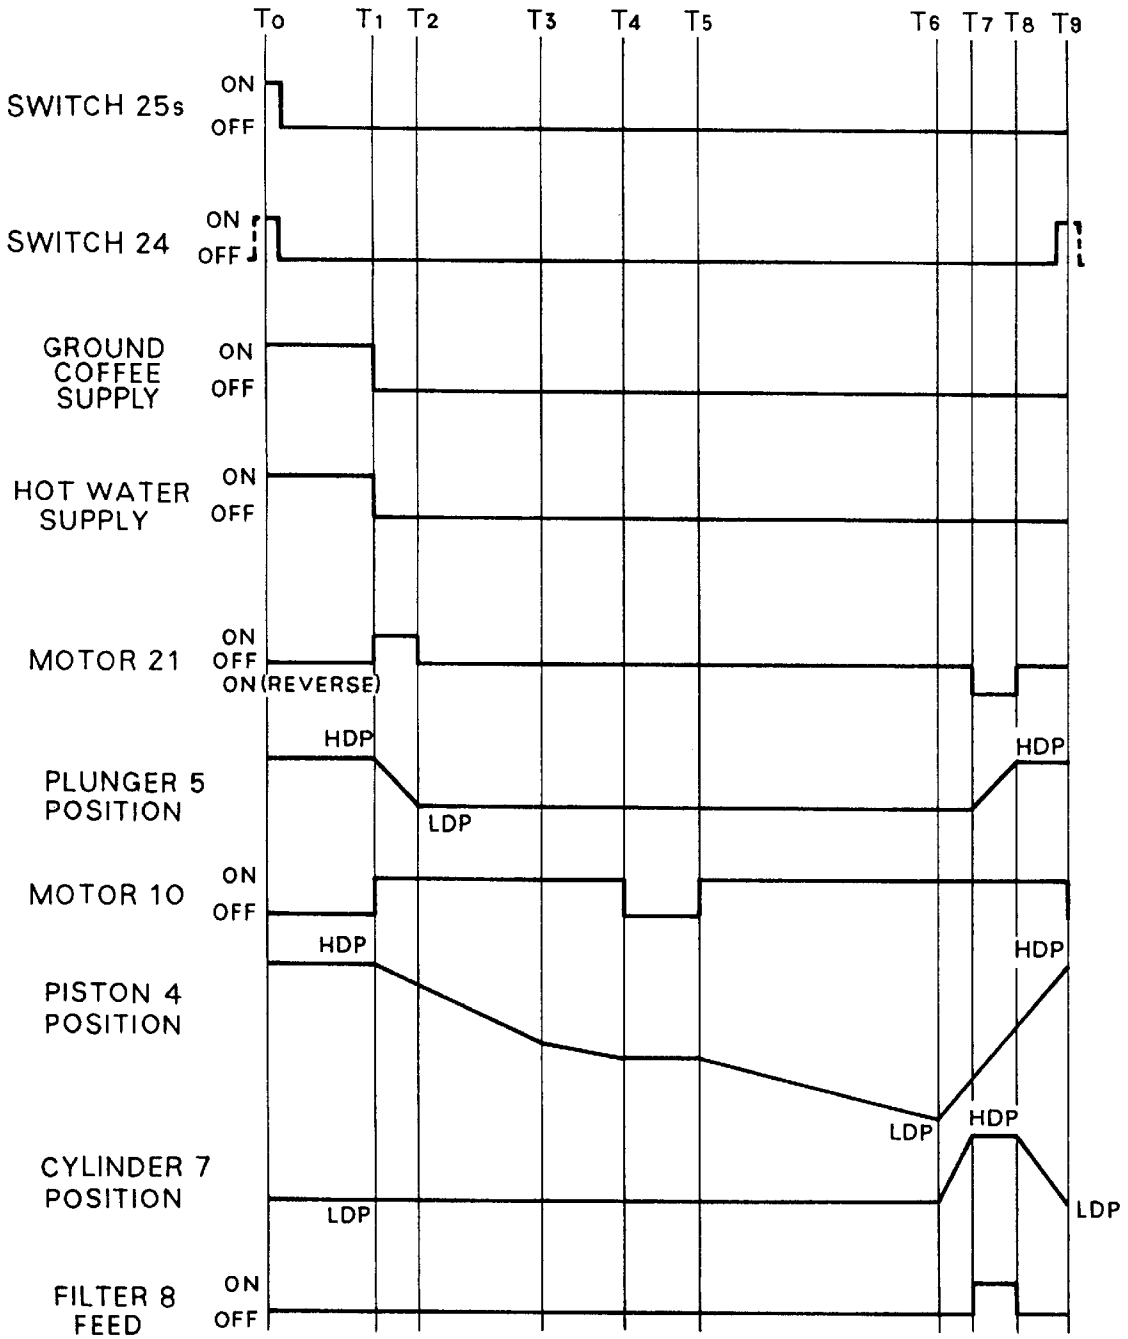 T0 T1 T2 T3 T4 T5 T6 T7 T8 T9
SWITCH 25s
ON
OFF
SWITCH 24
ON
OFF
GROUND
COFFEE
SUPPLY
ON
OFF
HOT WATER
SUPPLY
ON
OFF
MOTOR 21
ON
OFF
ON (REVERSE)
PLUNGER 5
POSITION
HDP
LDP
HDP
MOTOR 10
ON
OFF
PISTON 4
POSITION
HDP
LDP
HDP
CYLINDER 7
POSITION
LDP
HDP
LDP
FILTER 8
FEED
ON
OFF